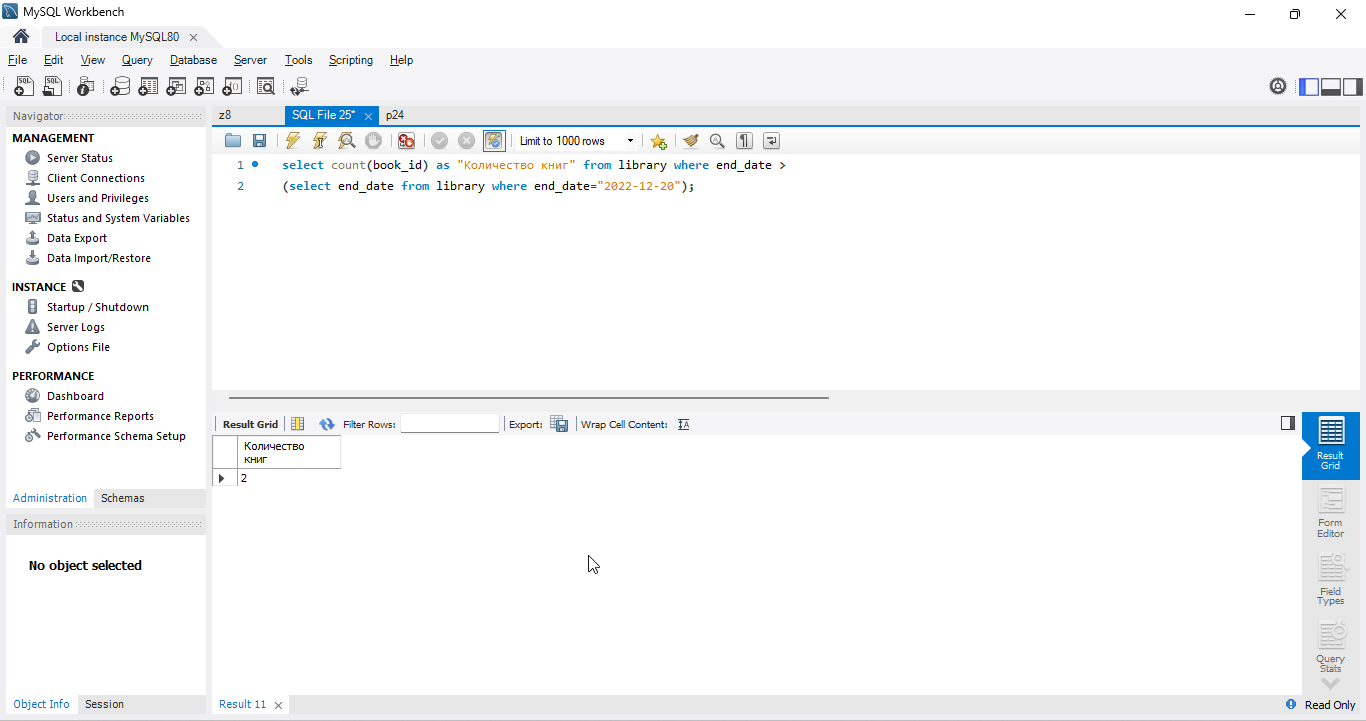 MySQL Workbench
Local instance MySQL80
File Edit View Query Database Server Tools Scripting Help
Navigator
MANAGEMENT
Server Status
Client Connections
Users and Privileges
Status and System Variables
Data Export
Data Import/Restore
INSTANCE
Startup / Shutdown
Server Logs
Options File
PERFORMANCE
Dashboard
Performance Reports
Performance Schema Setup
Administration Schemas
Information
No object selected
Object Info Session
z8 SQL File 25* p24
Limit to 1000 rows
1 select count(book_id) as "Количество книг" from library where end_date >
2 (select end_date from library where end_date="2022-12-20");
Result Grid Filter Rows: Export: Wrap Cell Content:
Количество
книг
2
Result
Grid
Form
Editor
Field
Types
Query
Stats
Result 11
Read Only